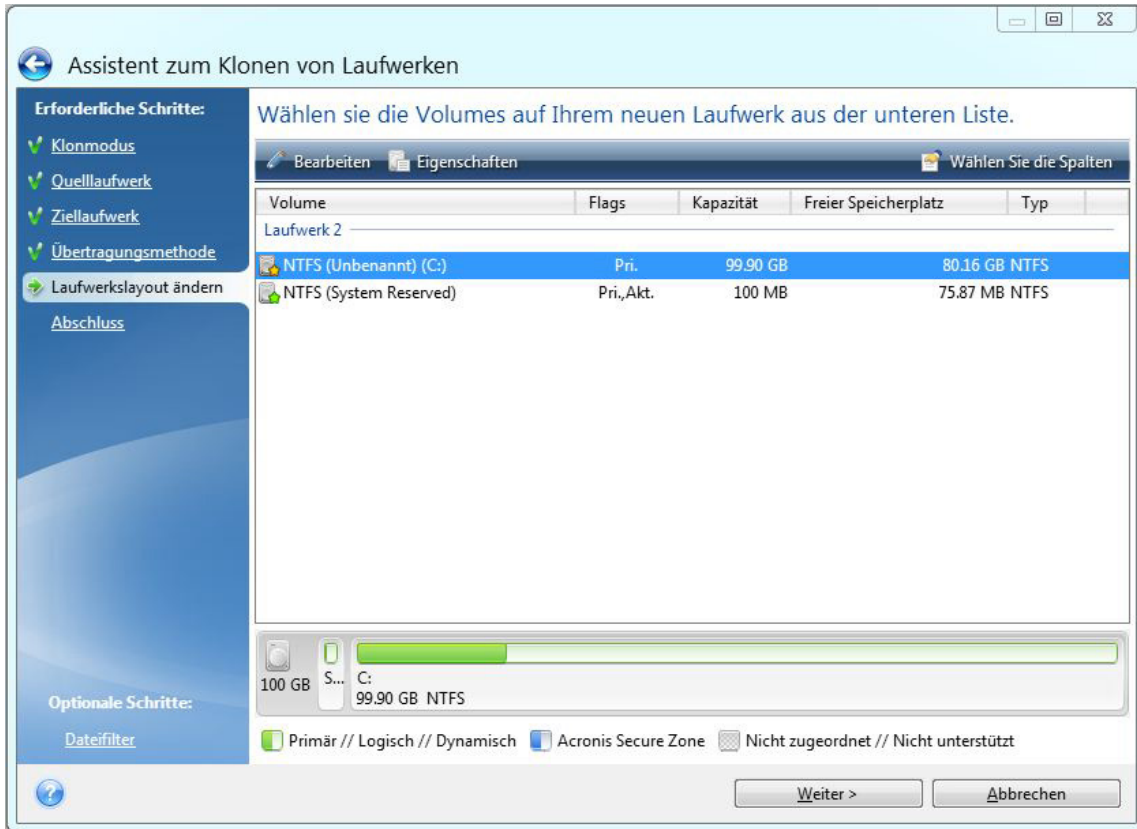 Assistent zum Klonen von Laufwerken
Erforderliche Schritte:
Klonmodus
Quelllaufwerk
Ziellaufwerk
Übertragungsmethode
Laufwerkslayout ändern
Abschluss
Optionale Schritte:
Dateifilter
Wählen sie die Volumes auf Ihrem neuen Laufwerk aus der unteren Liste.
Bearbeiten Eigenschaften Wählen Sie die Spalten
Volume Flags Kapazität Freier Speicherplatz Typ
Laufwerk 2
NTFS (Unbenannt) (C:) Pri. 99.90 GB 80.16 GB NTFS
NTFS (System Reserved) Pri.,Akt. 100 MB 75.87 MB NTFS
100 GB S... C:
99.90 GB NTFS
Primär // Logisch // Dynamisch Acronis Secure Zone Nicht zugeordnet // Nicht unterstützt
Weiter > Abbrechen